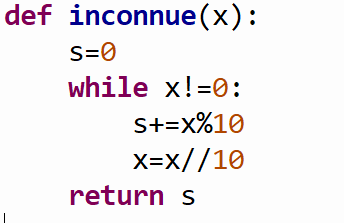 def inconnue(x):
    s=0
    while x!=0:
        s+=x%10
        x=x//10
    return s